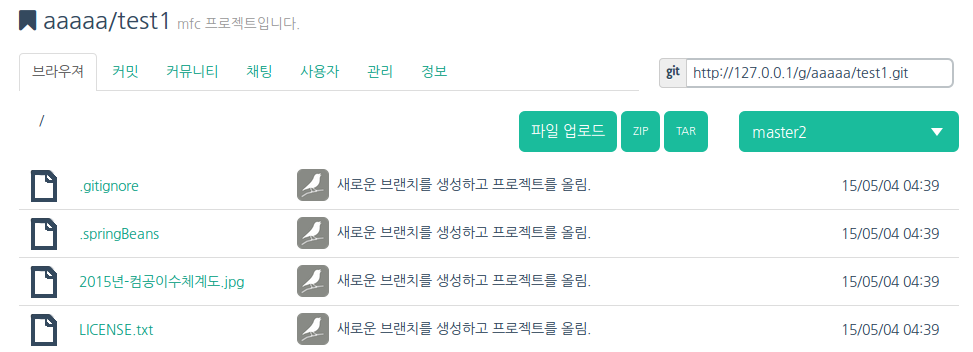 aaaaa/test1 mfc 프로젝트입니다.
브라우져 커밋 커뮤니티 채팅 사용자 관리 정보 git http://127.0.0.1/g/aaaaa/test1.git
/ 파일 업로드 ZIP TAR master2
.gitignore 새로운 브랜치를 생성하고 프로젝트를 올림. 15/05/04 04:39
.springBeans 새로운 브랜치를 생성하고 프로젝트를 올림. 15/05/04 04:39
2015년-컴공이수체계도.jpg 새로운 브랜치를 생성하고 프로젝트를 올림. 15/05/04 04:39
LICENSE.txt 새로운 브랜치를 생성하고 프로젝트를 올림. 15/05/04 04:39